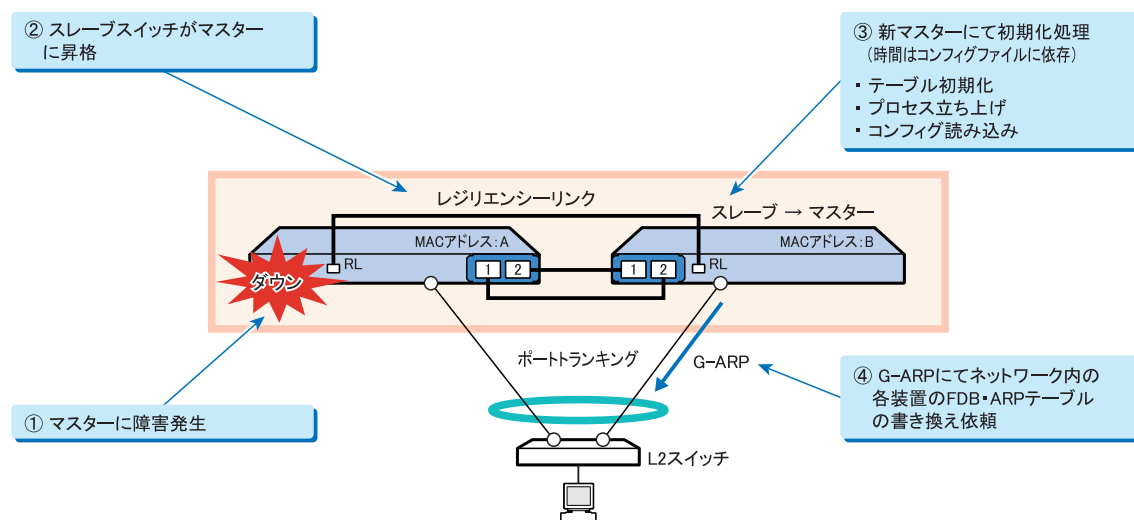 ② スレーブスイッチがマスター
に昇格
③ 新マスターにて初期化処理
(時間はコンフィグファイルに依存)
・ テーブル初期化
・ プロセス立ち上げ
・ コンフィグ読み込み
レジリエンシーリンク
スレーブ → マスター
MACアドレス:A
MACアドレス:B
RL
1 2
1 2
RL
ダウン
ポートトランキング
G-ARP
① マスターに障害発生
④ G-ARPにてネットワーク内の
各装置のFDB・ARPテーブル
の書き換え依頼
L2スイッチ